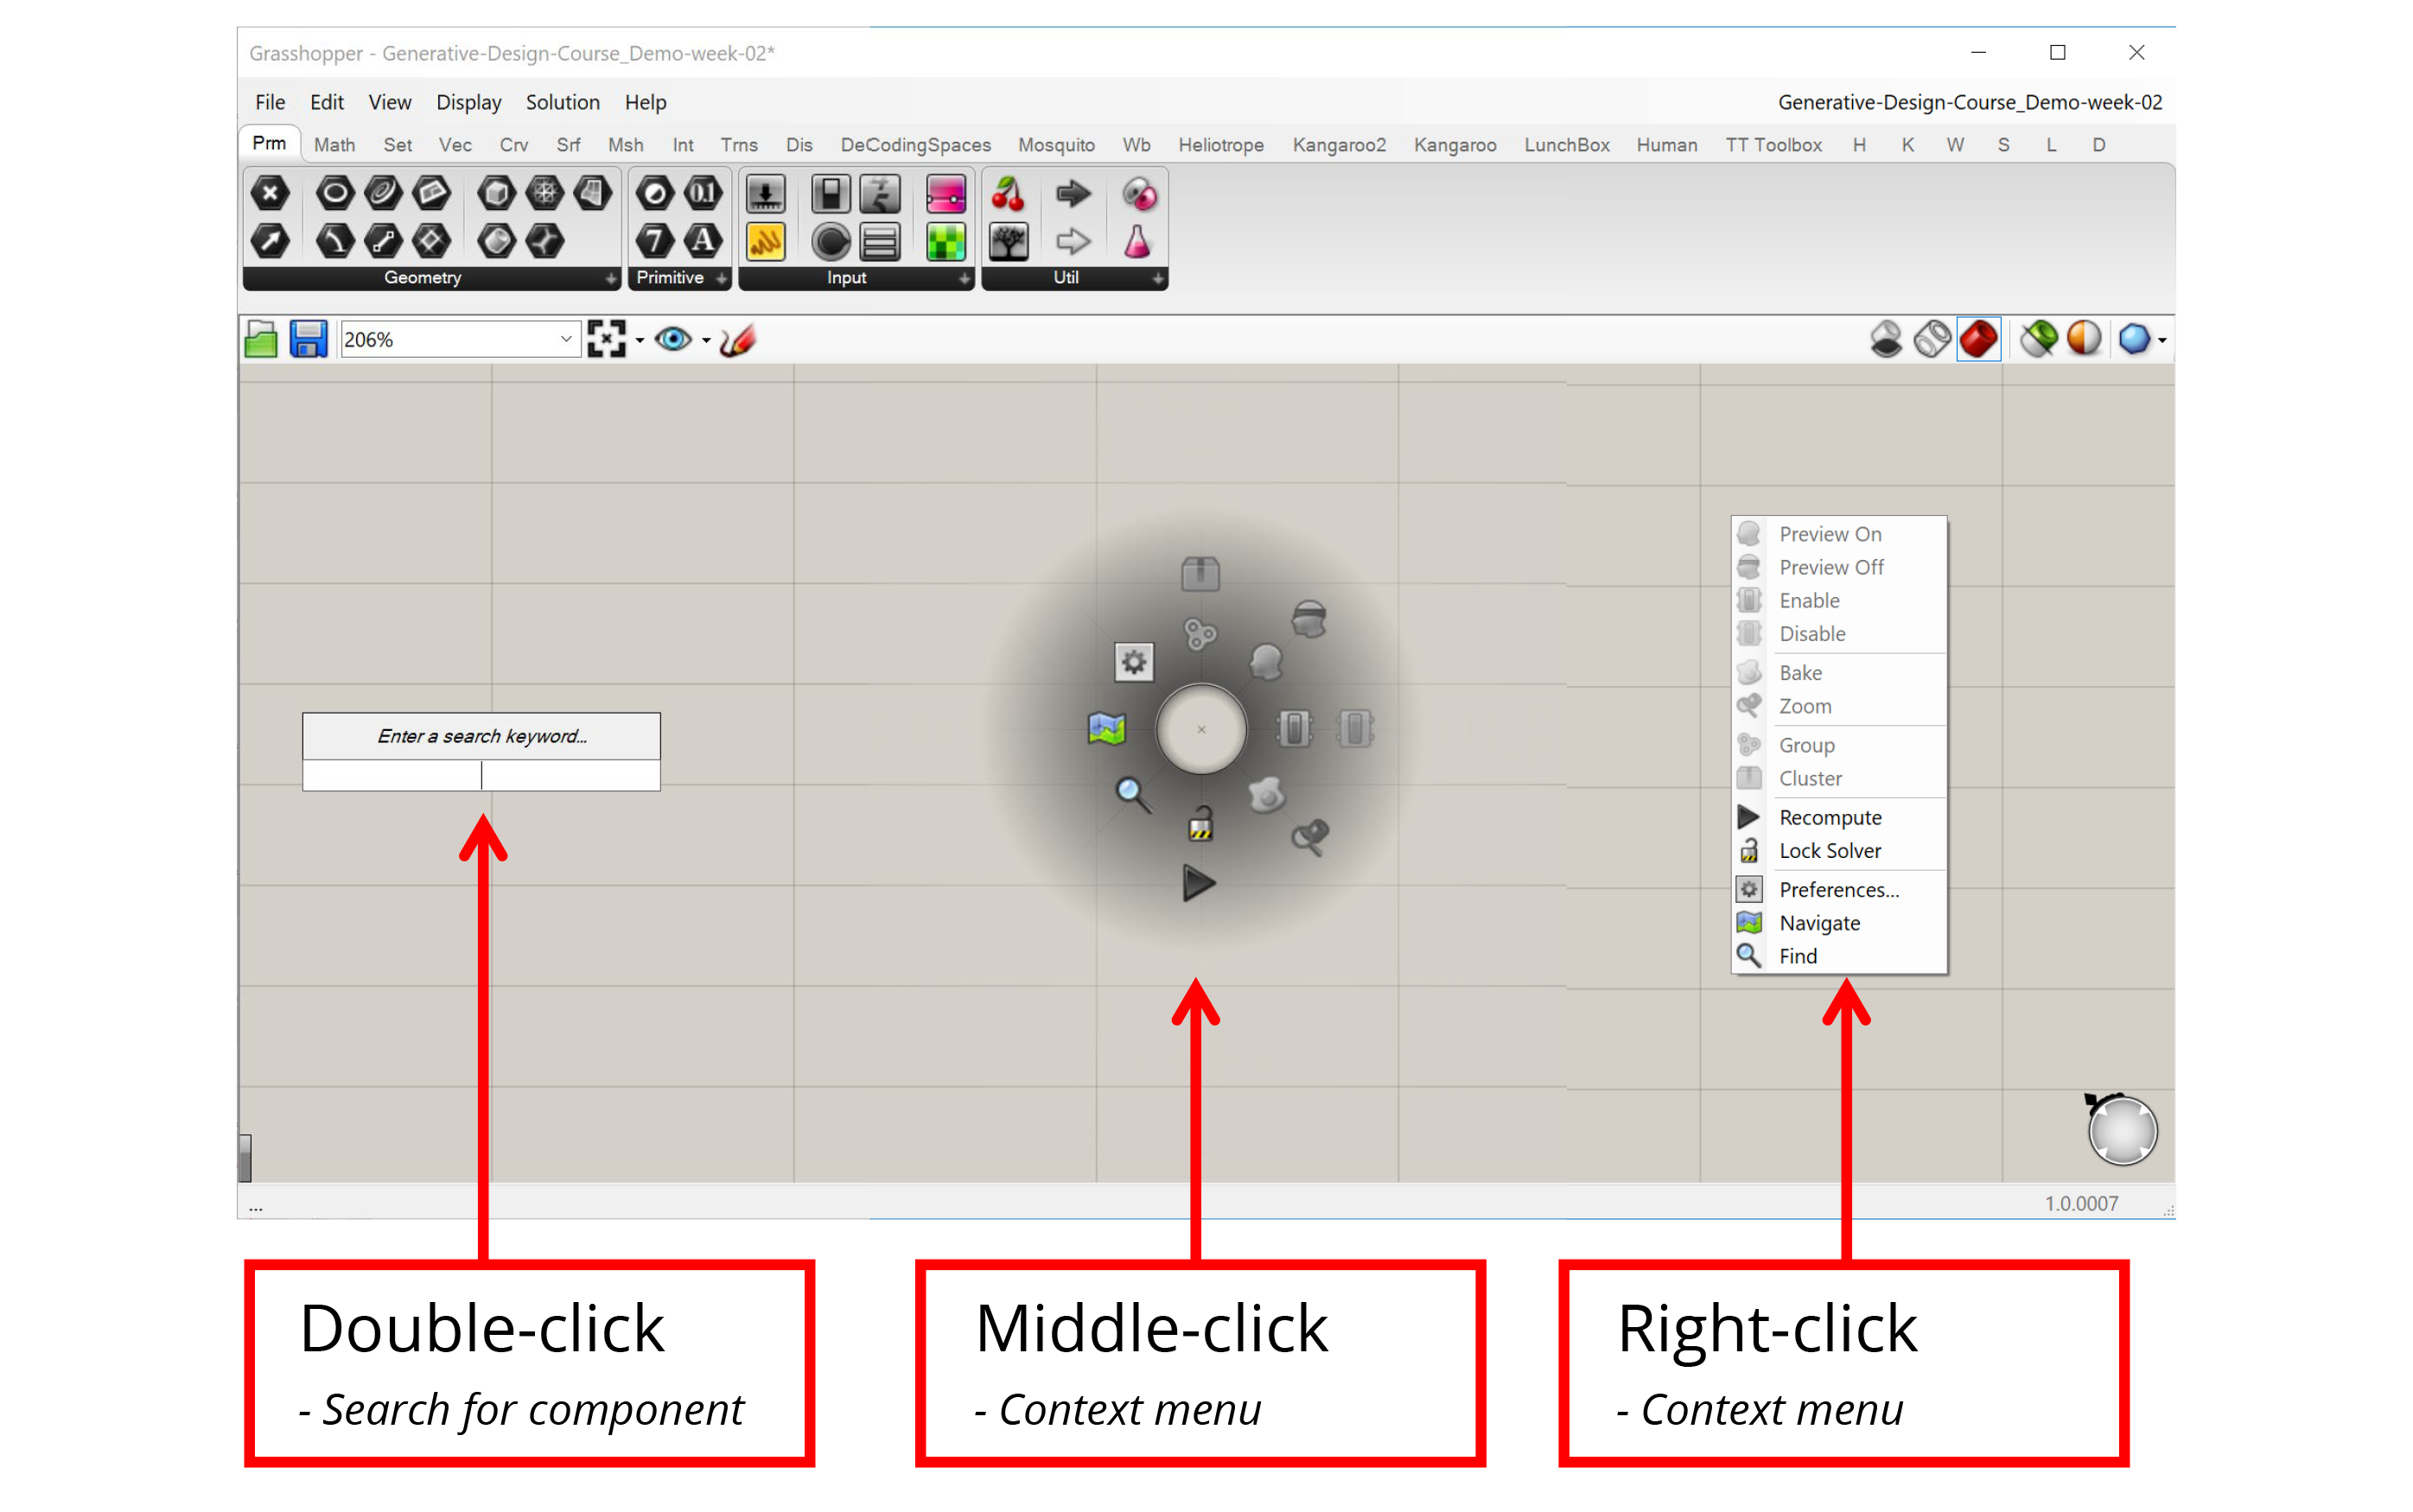 Grasshopper - Generative-Design-Course_Demo-week-02*
File Edit View Display Solution Help Generative-Design-Course_Demo-week-02
Prm Math Set Vec Crv Srf Msh Int Trns Dis DeCodingSpaces Mosquito Wb Heliotrope Kangaroo2 Kangaroo LunchBox Human TT Toolbox H K W S L D
0.1
7 A
Geometry Primitive Input Util
206%
Preview On
Preview Off
Enable
Disable
Bake
Zoom
Group
Cluster
Recompute
Lock Solver
Preferences...
Navigate
Find
Enter a search keyword...
... 1.0.0007
Double-click
- Search for component
Middle-click
- Context menu
Right-click
- Context menu